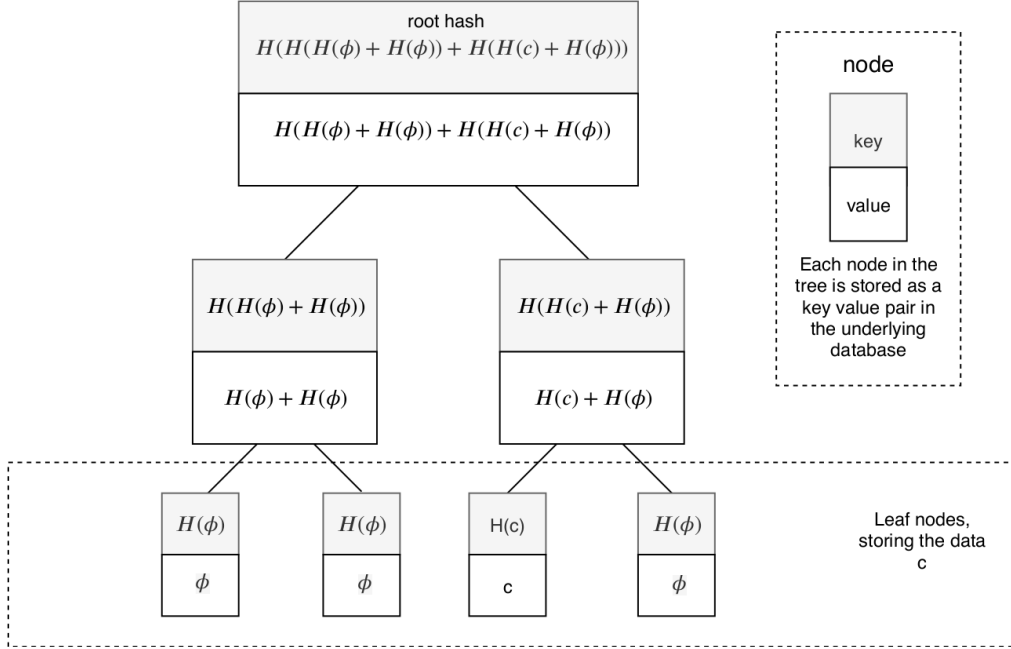 root hash
H(H(H(ϕ) + H(ϕ)) + H(H(c) + H(ϕ)))
H(H(ϕ) + H(ϕ)) + H(H(c) + H(ϕ))
node
key
value
Each node in the
tree is stored as a
key value pair in
the underlying
database
H(H(ϕ) + H(ϕ))
H(H(c) + H(ϕ))
H(ϕ) + H(ϕ)
H(c) + H(ϕ)
H(ϕ)
H(ϕ)
H(c)
H(ϕ)
ϕ
ϕ
c
ϕ
Leaf nodes,
storing the data
c